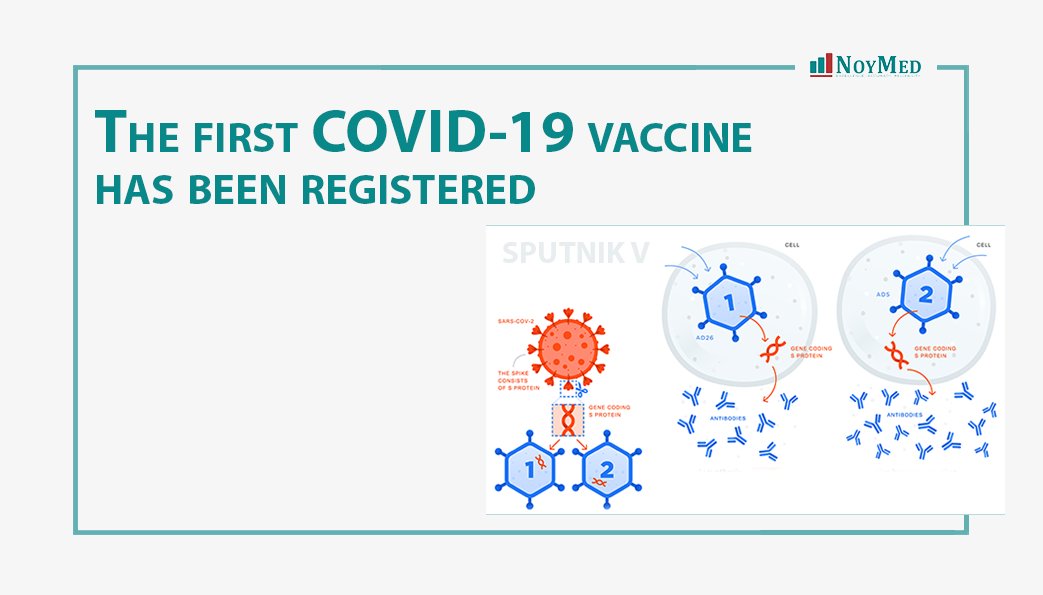 NOYMED
THE FIRST COVID-19 VACCINE
HAS BEEN REGISTERED
SPUTNIK V
SARS-COV-2
THE SPIKE
CONSISTS
OF S PROTEIN
GENE CODING
S PROTEIN
1
2
CELL
1
AD26
GENE CODING
S PROTEIN
ANTIBODIES
CELL
AD5
2
GENE CODING
S PROTEIN
ANTIBODIES